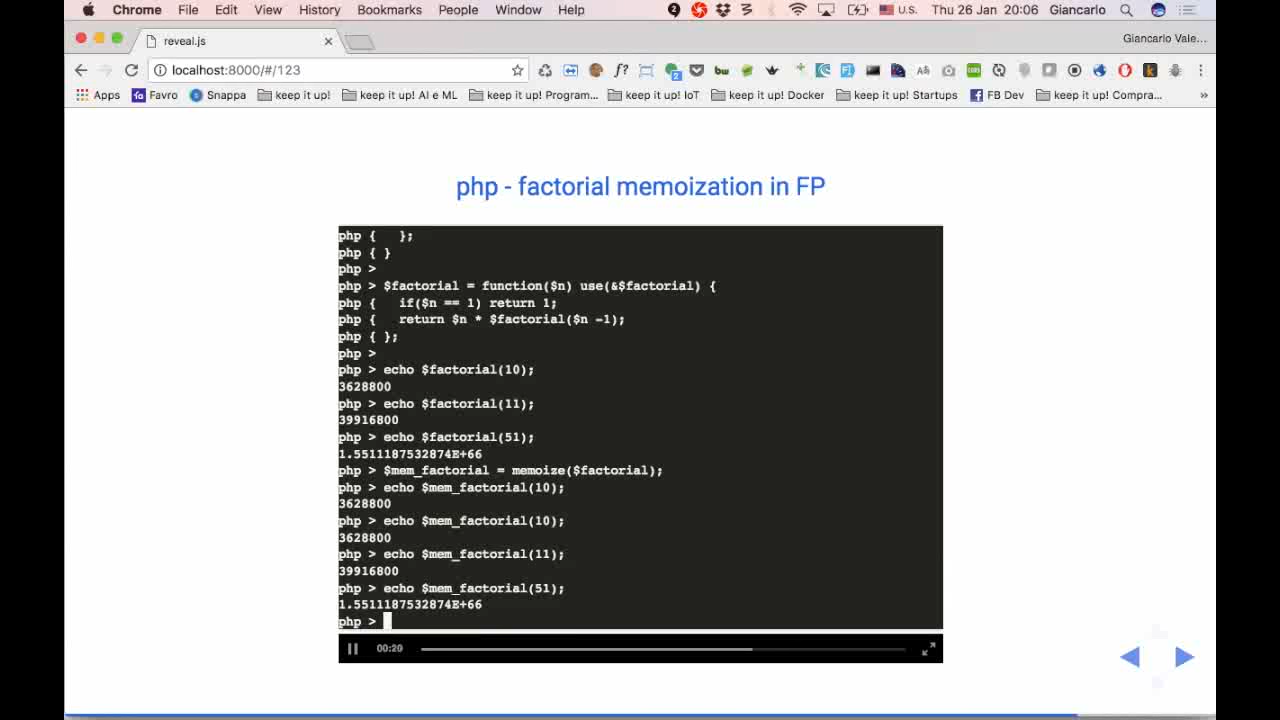 Chrome File Edit View History Bookmarks People Window Help 2 U.S. Thu 26 Jan 20:06 Giancarlo
reveal.js
Giancarlo Vale...
localhost:8000/#/123
Apps Favro Snappa keep it up! keep it up! AI e ML keep it up! Program... keep it up! IoT keep it up! Docker keep it up! Startups FB Dev keep it up! Compra... »
php - factorial memoization in FP
php {   };
php { }
php >
php > $factorial = function($n) use(&$factorial) {
php {   if($n == 1) return 1;
php {   return $n * $factorial($n -1);
php { };
php >
php > echo $factorial(10);
3628800
php > echo $factorial(11);
39916800
php > echo $factorial(51);
1.5511187532874E+66
php > $mem_factorial = memoize($factorial);
php > echo $mem_factorial(10);
3628800
php > echo $mem_factorial(10);
3628800
php > echo $mem_factorial(11);
39916800
php > echo $mem_factorial(51);
1.5511187532874E+66
php >
00:20